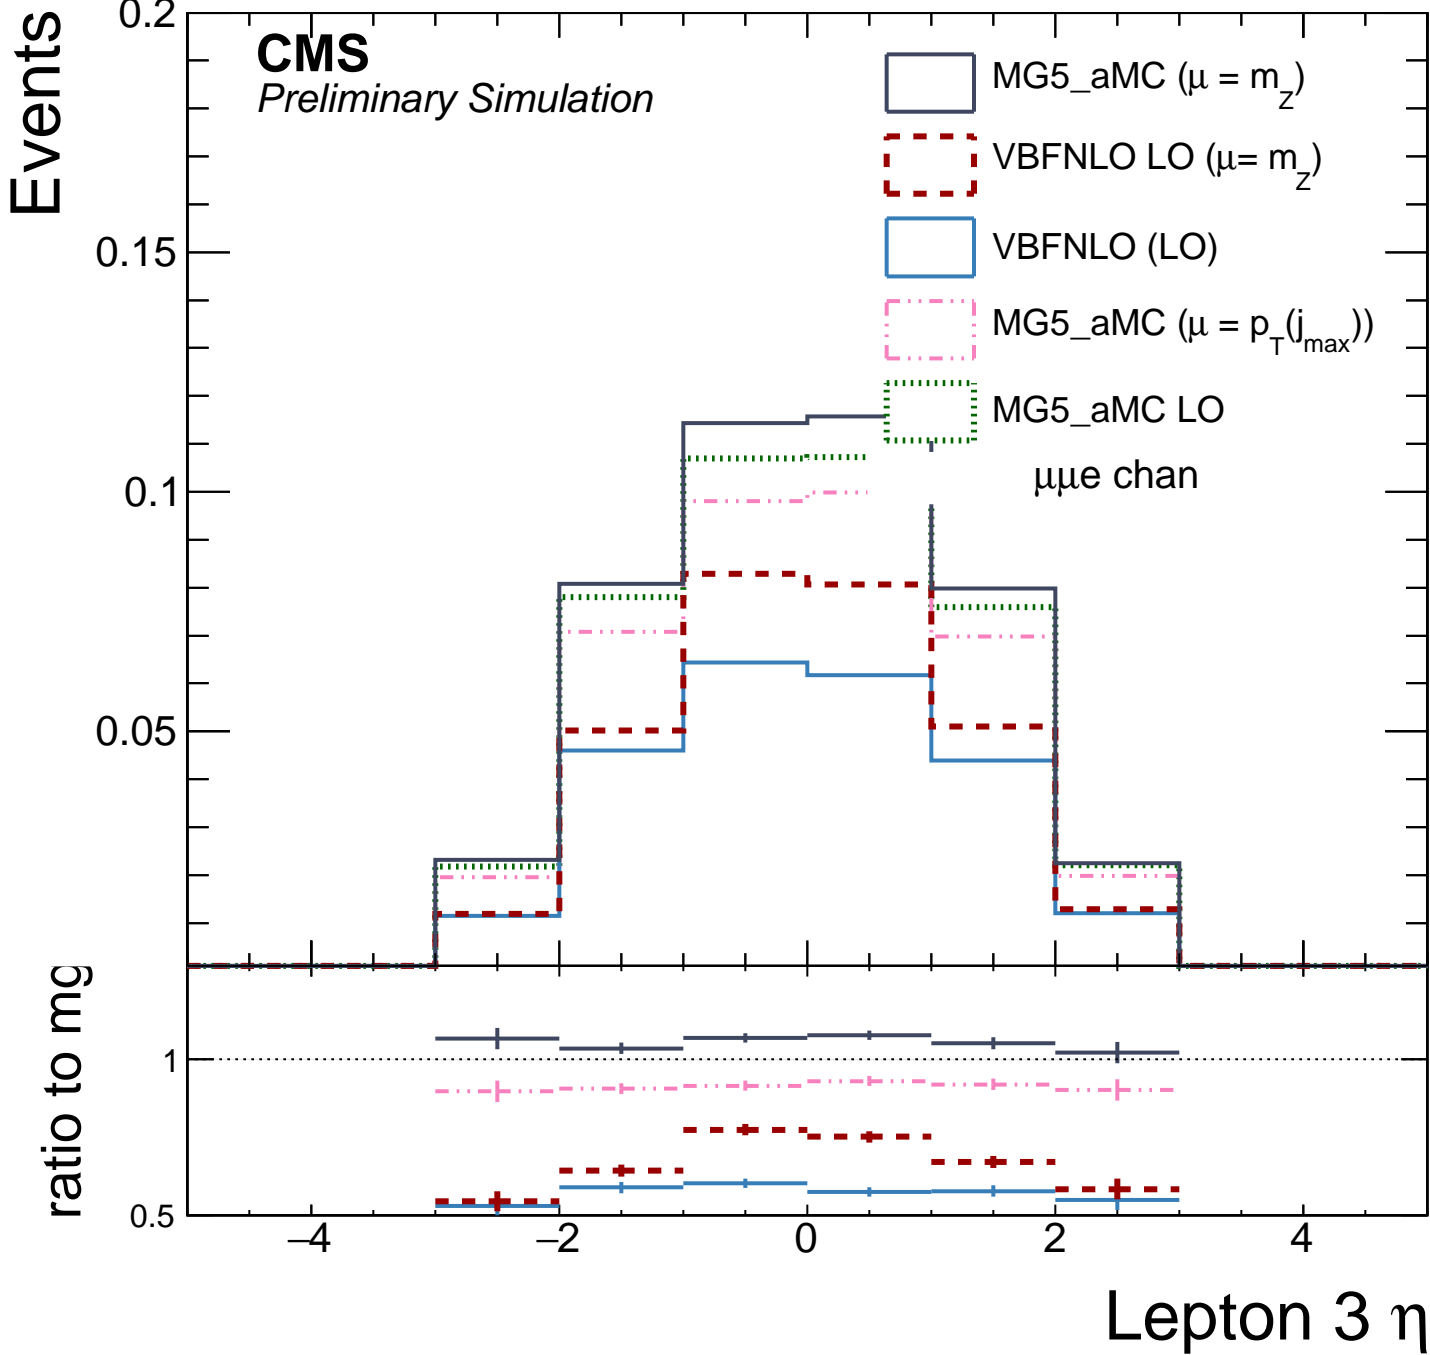 Events
0.2
0.15
0.1
0.05
CMS
Preliminary Simulation
MG5_aMC (μ = m_Z)
VBFNLO LO (μ= m_Z)
VBFNLO (LO)
MG5_aMC (μ = p_T(j_max))
MG5_aMC LO
μμe chan
ratio to mg
1
0.5
−4 −2 0 2 4
Lepton 3 η